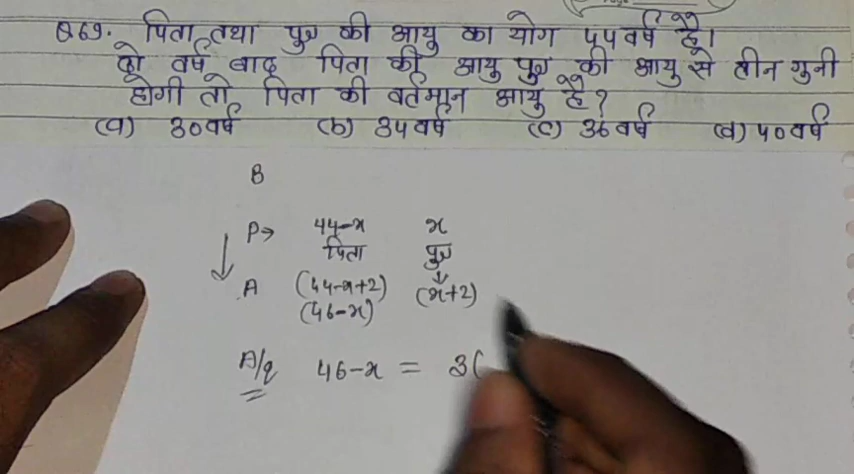 Q69. पिता तथा पुत्र की आयु का योग 44 वर्ष है।
दो वर्ष बाद पिता की आयु पुत्र की आयु से तीन गुनी
होगी तो पिता की वर्तमान आयु है?
(a) 30 वर्ष (b) 34 वर्ष (c) 36 वर्ष (d) 40 वर्ष
B
P→ 44-x x
पिता पुत्र
A (44-x+2) (x+2)
(46-x)
A/q 46-x = 3(